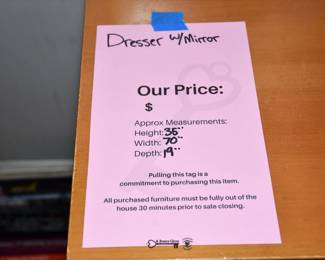 Dresser w/Mirror
Our Price:
$
Approx Measurements:
Height: 36"
Width: 70"
Depth: 19"
Pulling this tag is a
commitment to purchasing this item.
All purchased furniture must be fully out of the
house 30 minutes prior to sale closing.